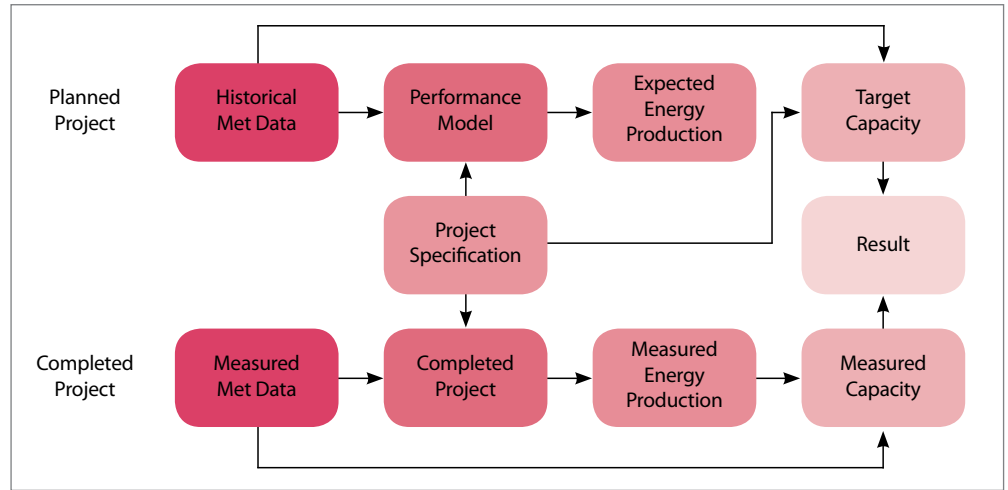 Planned
Project
Historical
Met Data
Performance
Model
Expected
Energy
Production
Target
Capacity
Project
Specification
Result
Completed
Project
Measured
Met Data
Completed
Project
Measured
Energy
Production
Measured
Capacity